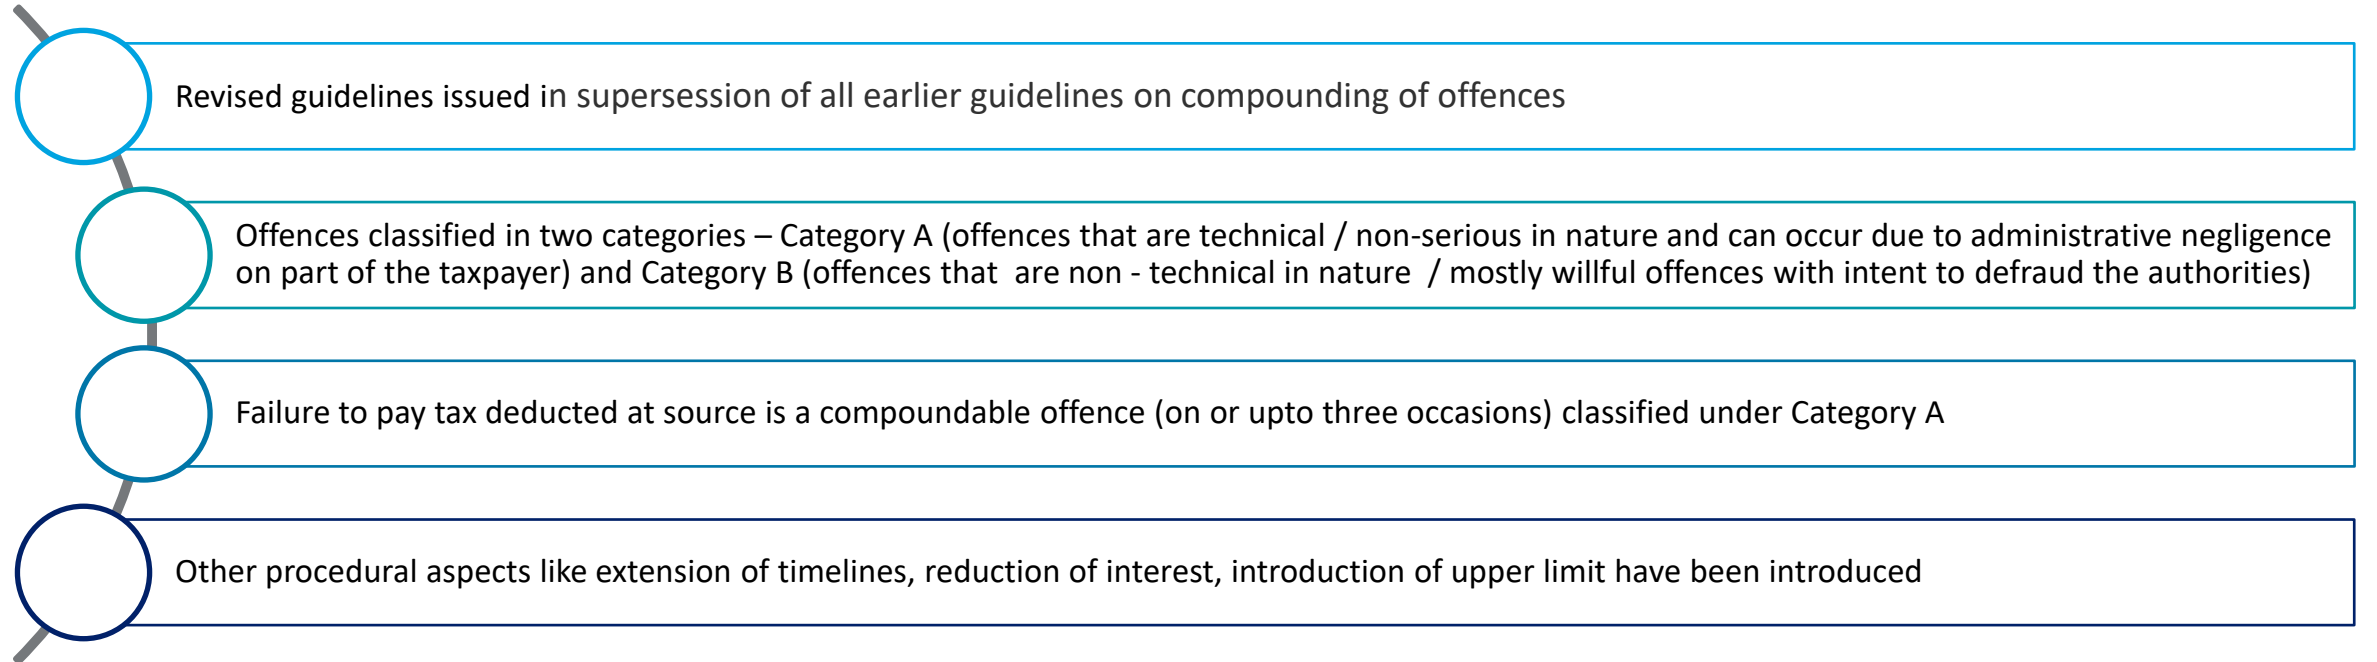 Revised guidelines issued in supersession of all earlier guidelines on compounding of offences
Offences classified in two categories – Category A (offences that are technical / non-serious in nature and can occur due to administrative negligence
on part of the taxpayer) and Category B (offences that  are non - technical in nature  / mostly willful offences with intent to defraud the authorities)
Failure to pay tax deducted at source is a compoundable offence (on or upto three occasions) classified under Category A
Other procedural aspects like extension of timelines, reduction of interest, introduction of upper limit have been introduced